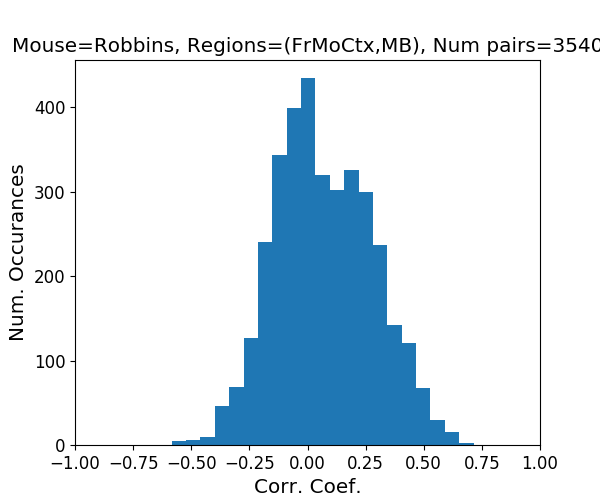 Mouse=Robbins, Regions=(FrMoCtx,MB), Num pairs=3540
Num. Occurances
400
300
200
100
0
−1.00 −0.75 −0.50 −0.25 0.00 0.25 0.50 0.75 1.00
Corr. Coef.